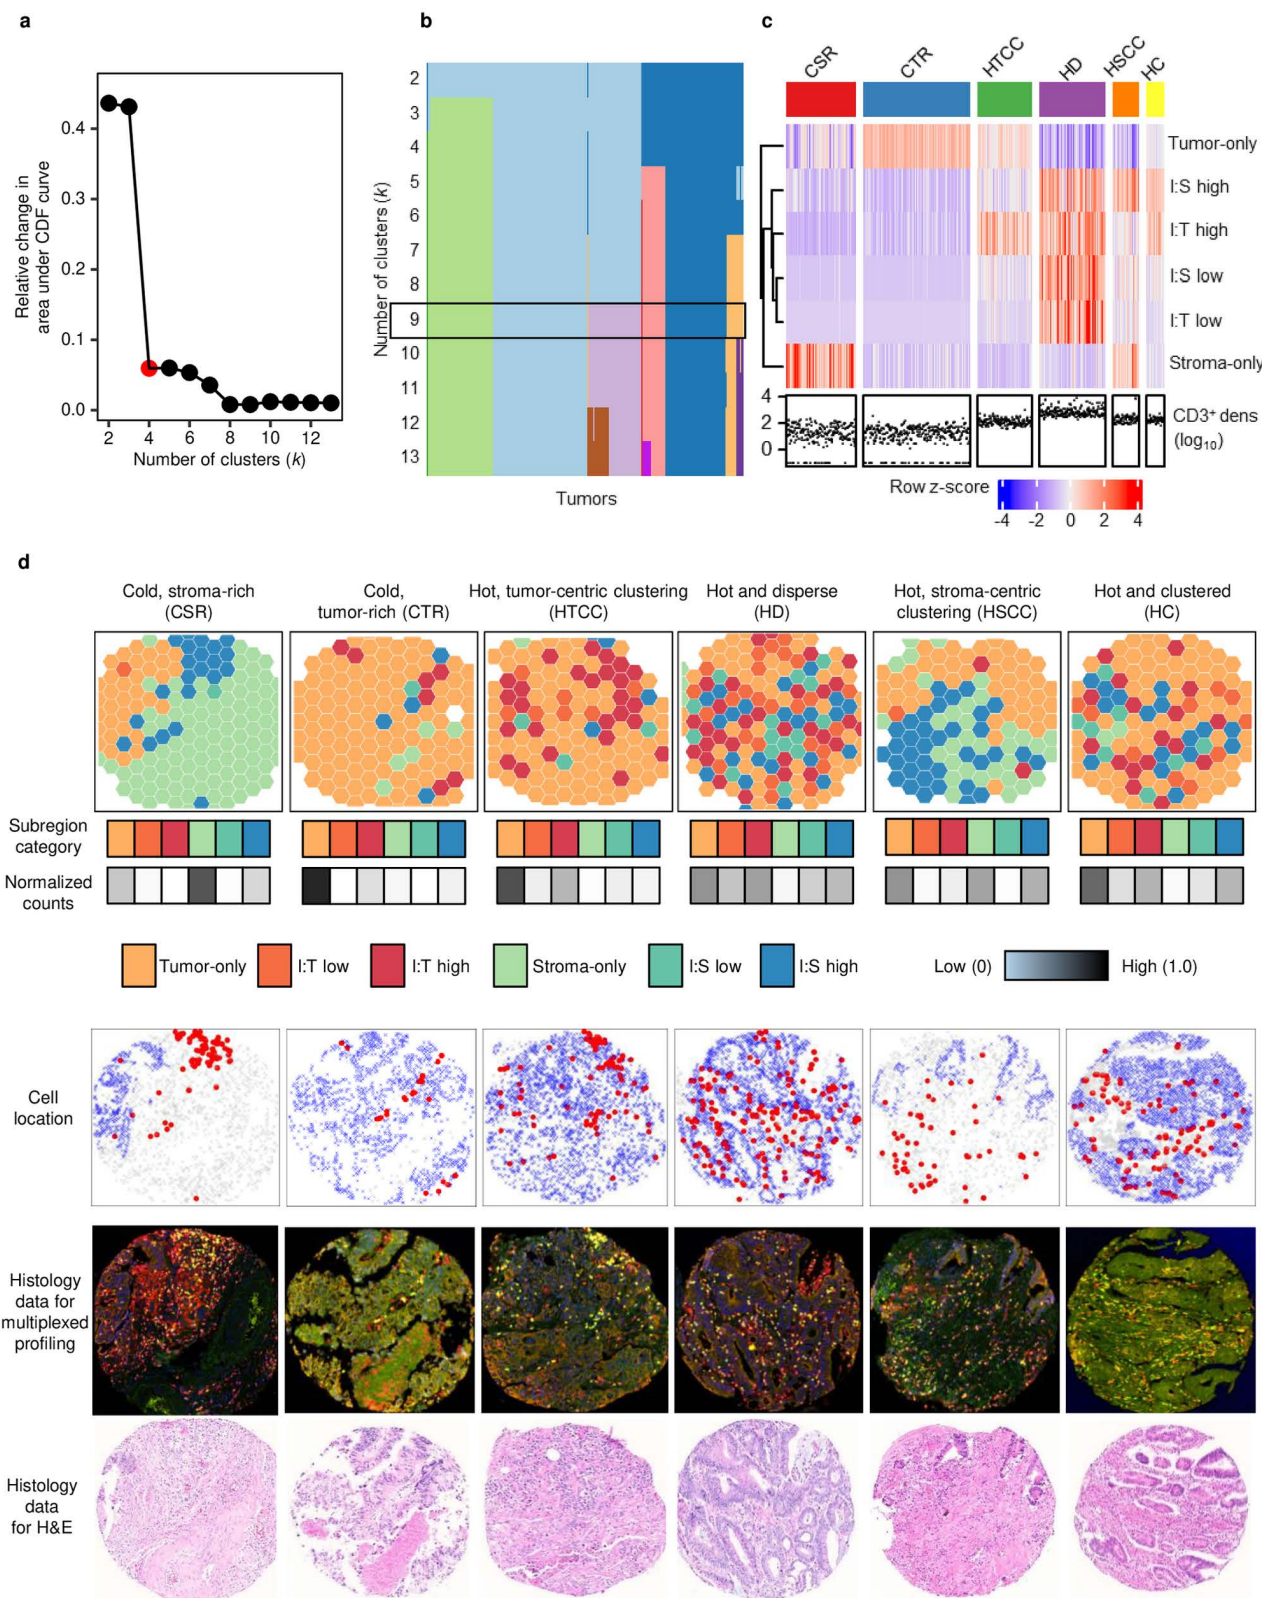 a
Relative change in
area under CDF curve
0.4
0.3
0.2
0.1
0.0
2 4 6 8 10 12
Number of clusters (k)
b
Number of clusters (k)
2
3
4
5
6
7
8
9
10
11
12
13
Tumors
c
CSR CTR HTCC HD HSCC HC
Tumor-only
I:S high
I:T high
I:S low
I:T low
Stroma-only
4
2
0
CD3+ dens
(log10)
Row z-score
-4 -2 0 2 4
d
Cold, stroma-rich
(CSR)
Cold,
tumor-rich (CTR)
Hot, tumor-centric clustering
(HTCC)
Hot and disperse
(HD)
Hot, stroma-centric
clustering (HSCC)
Hot and clustered
(HC)
Subregion
category
Normalized
counts
Tumor-only I:T low I:T high Stroma-only I:S low I:S high Low (0) High (1.0)
Cell
location
Histology
data for
multiplexed
profiling
Histology
data
for H&E